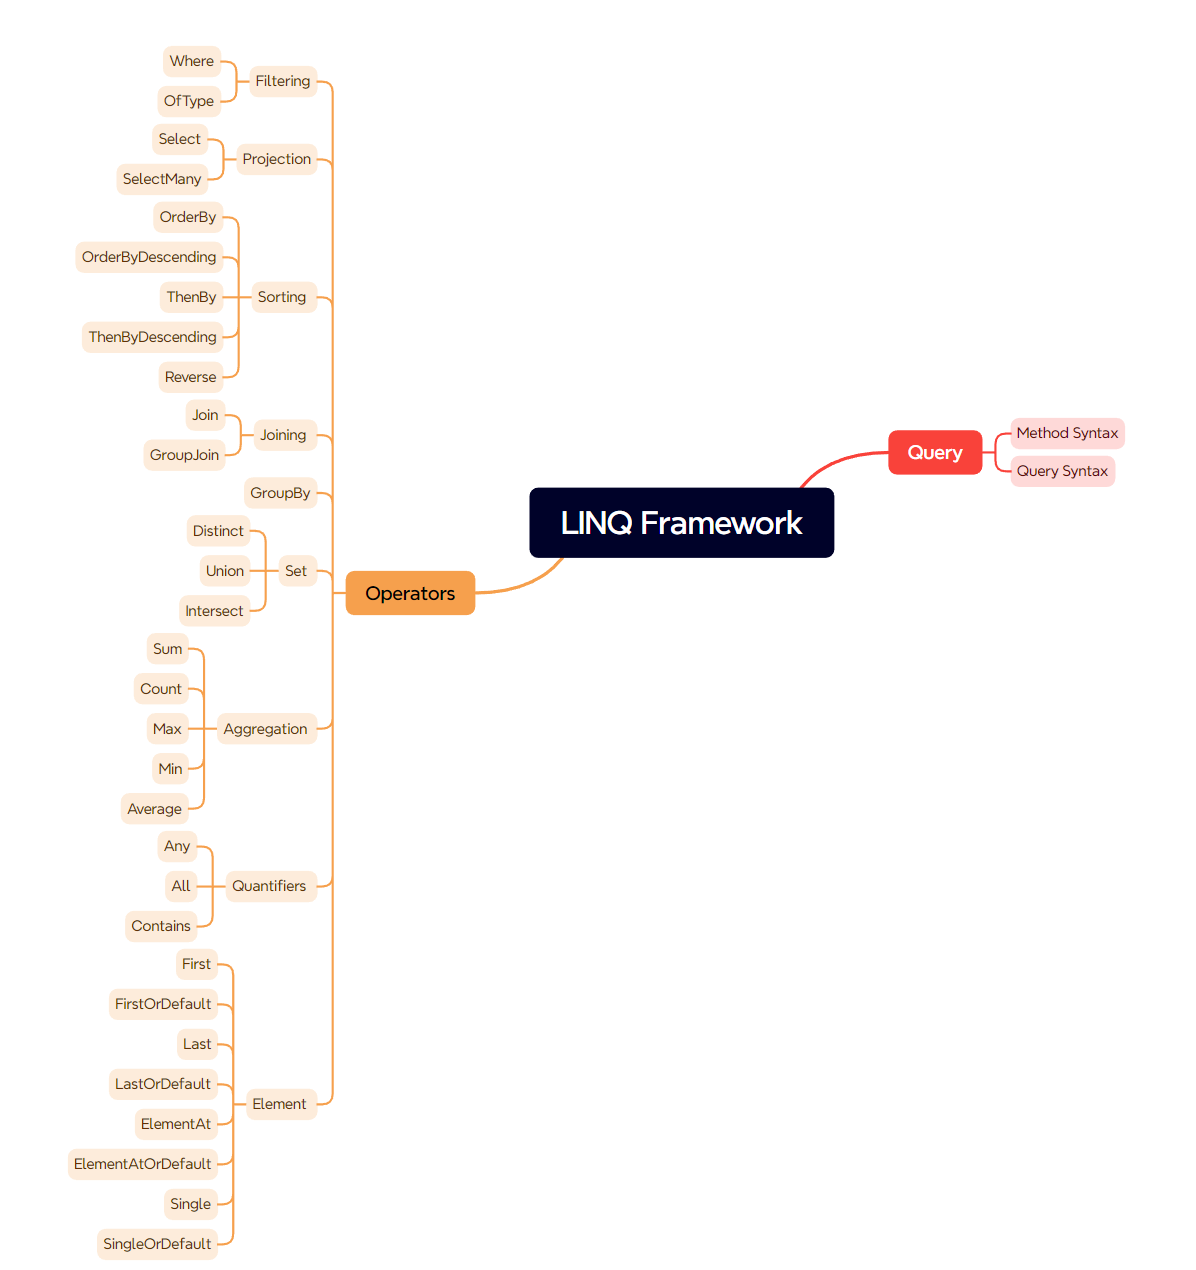 LINQ Framework
Query
Method Syntax
Query Syntax
Operators
Filtering
Where
OfType
Projection
Select
SelectMany
Sorting
OrderBy
OrderByDescending
ThenBy
ThenByDescending
Reverse
Joining
Join
GroupJoin
GroupBy
Set
Distinct
Union
Intersect
Aggregation
Sum
Count
Max
Min
Average
Quantifiers
Any
All
Contains
Element
First
FirstOrDefault
Last
LastOrDefault
ElementAt
ElementAtOrDefault
Single
SingleOrDefault